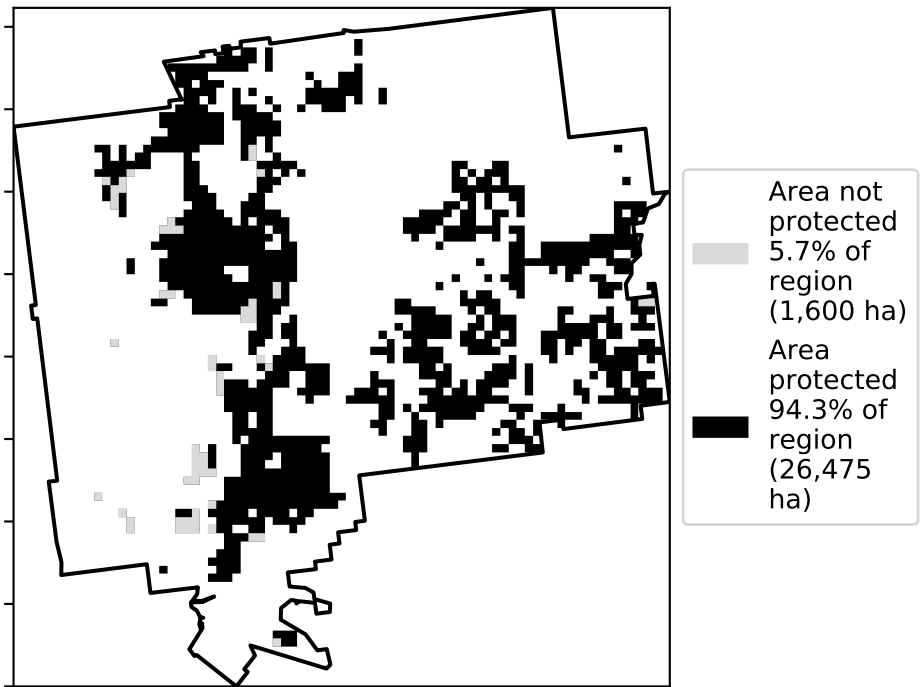 Area not
protected
5.7% of
region
(1,600 ha)
Area
protected
94.3% of
region
(26,475
ha)